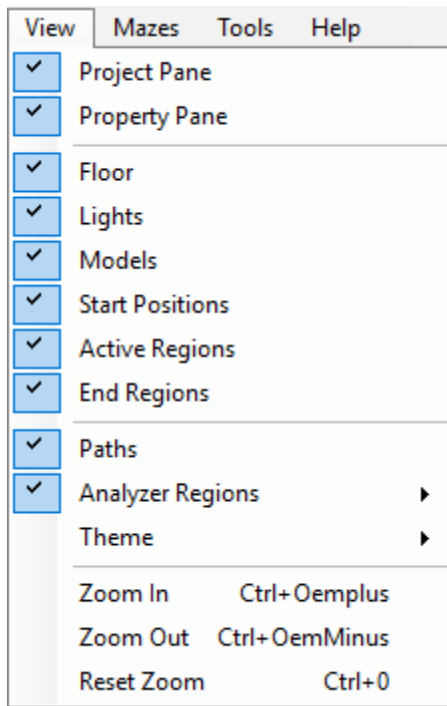 View Mazes Tools Help
Project Pane
Property Pane
Floor
Lights
Models
Start Positions
Active Regions
End Regions
Paths
Analyzer Regions
Theme
Zoom In Ctrl+Oemplus
Zoom Out Ctrl+OemMinus
Reset Zoom Ctrl+0